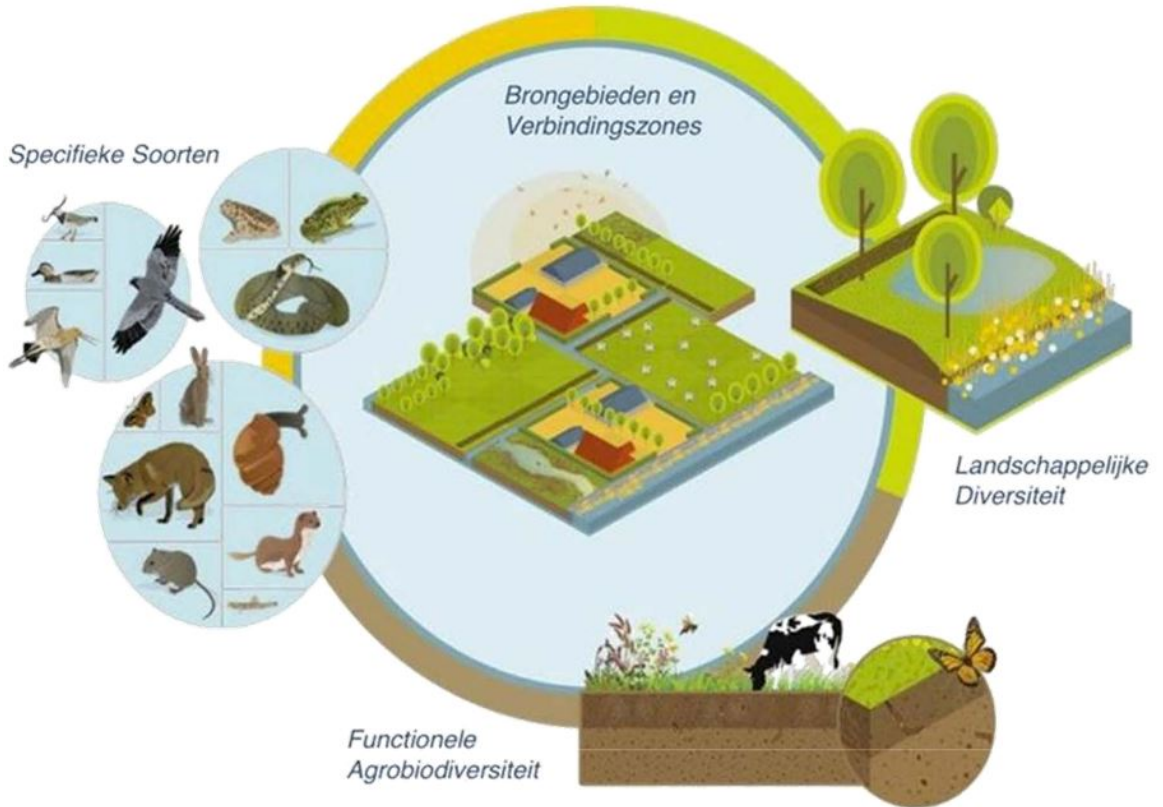 Brongebieden en
Verbindingszones
Specifieke Soorten
Landschappelijke
Diversiteit
Functionele
Agrobiodiversiteit